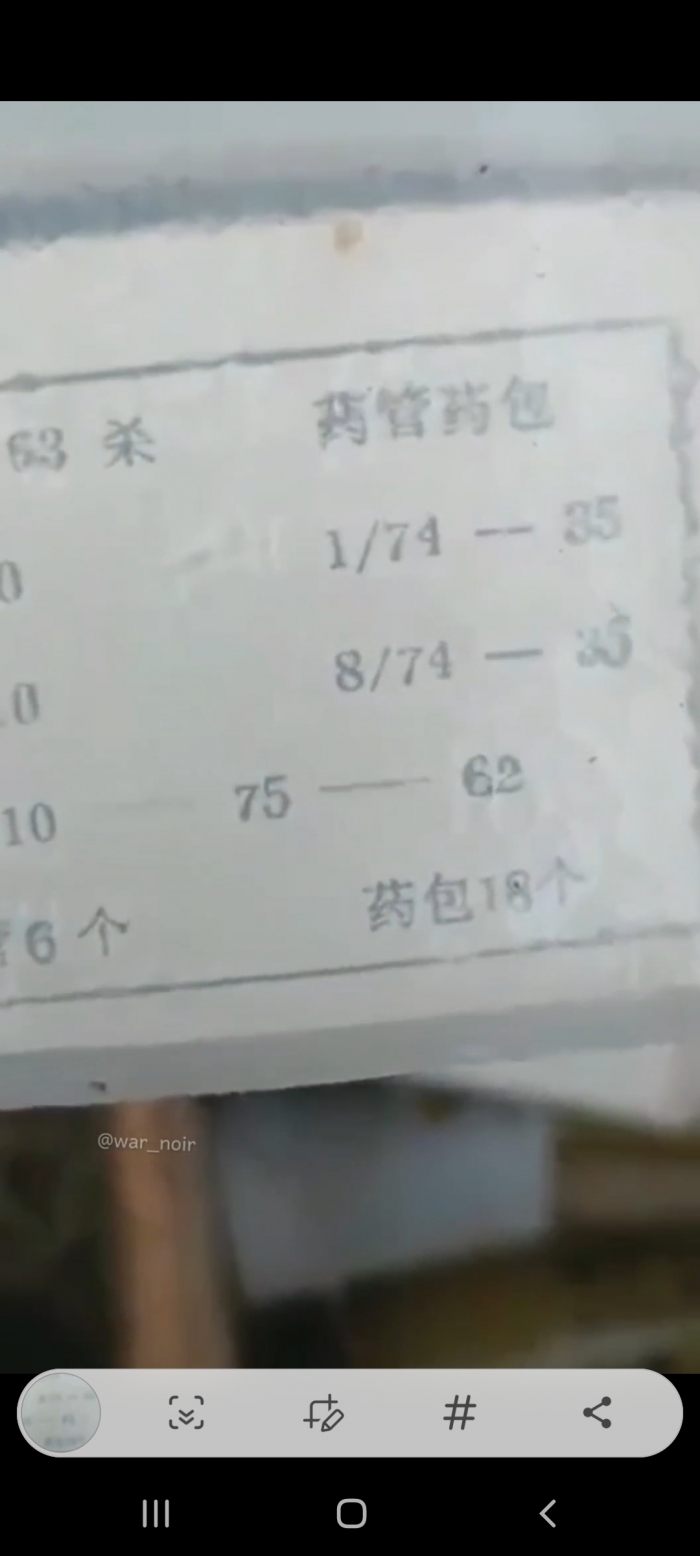 63 杀 药管药包
0 1/74 — 35
.0 8/74 — 35
10 — 75 — 62
6 个 药包18个
@war_noir